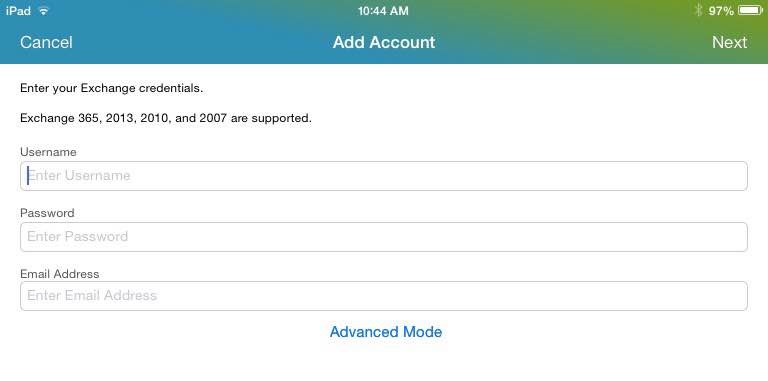 iPad 10:44 AM 97%
Cancel Add Account Next
Enter your Exchange credentials.
Exchange 365, 2013, 2010, and 2007 are supported.
Username
Enter Username
Password
Enter Password
Email Address
Enter Email Address
Advanced Mode